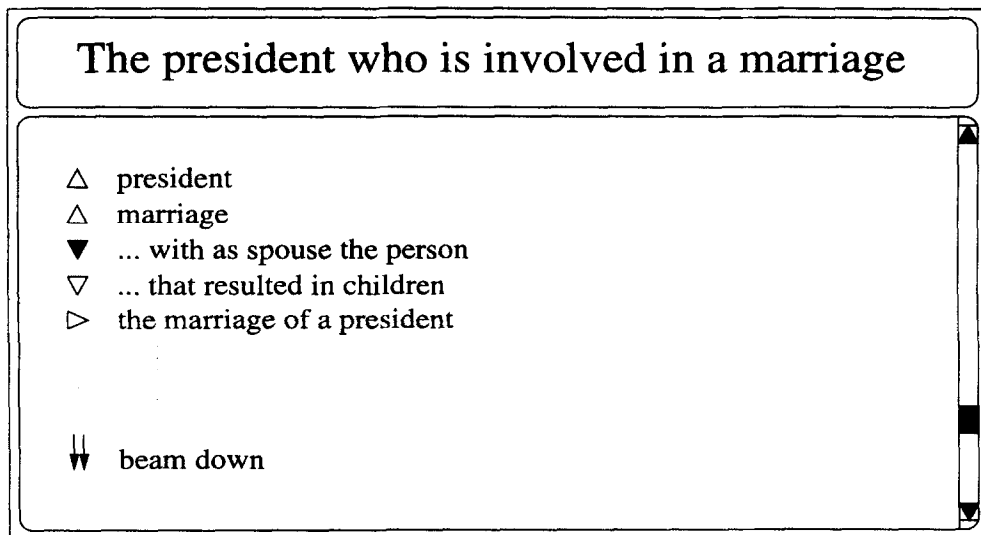 The president who is involved in a marriage
△ president
△ marriage
▼ ... with as spouse the person
▽ ... that resulted in children
▷ the marriage of a president
beam down